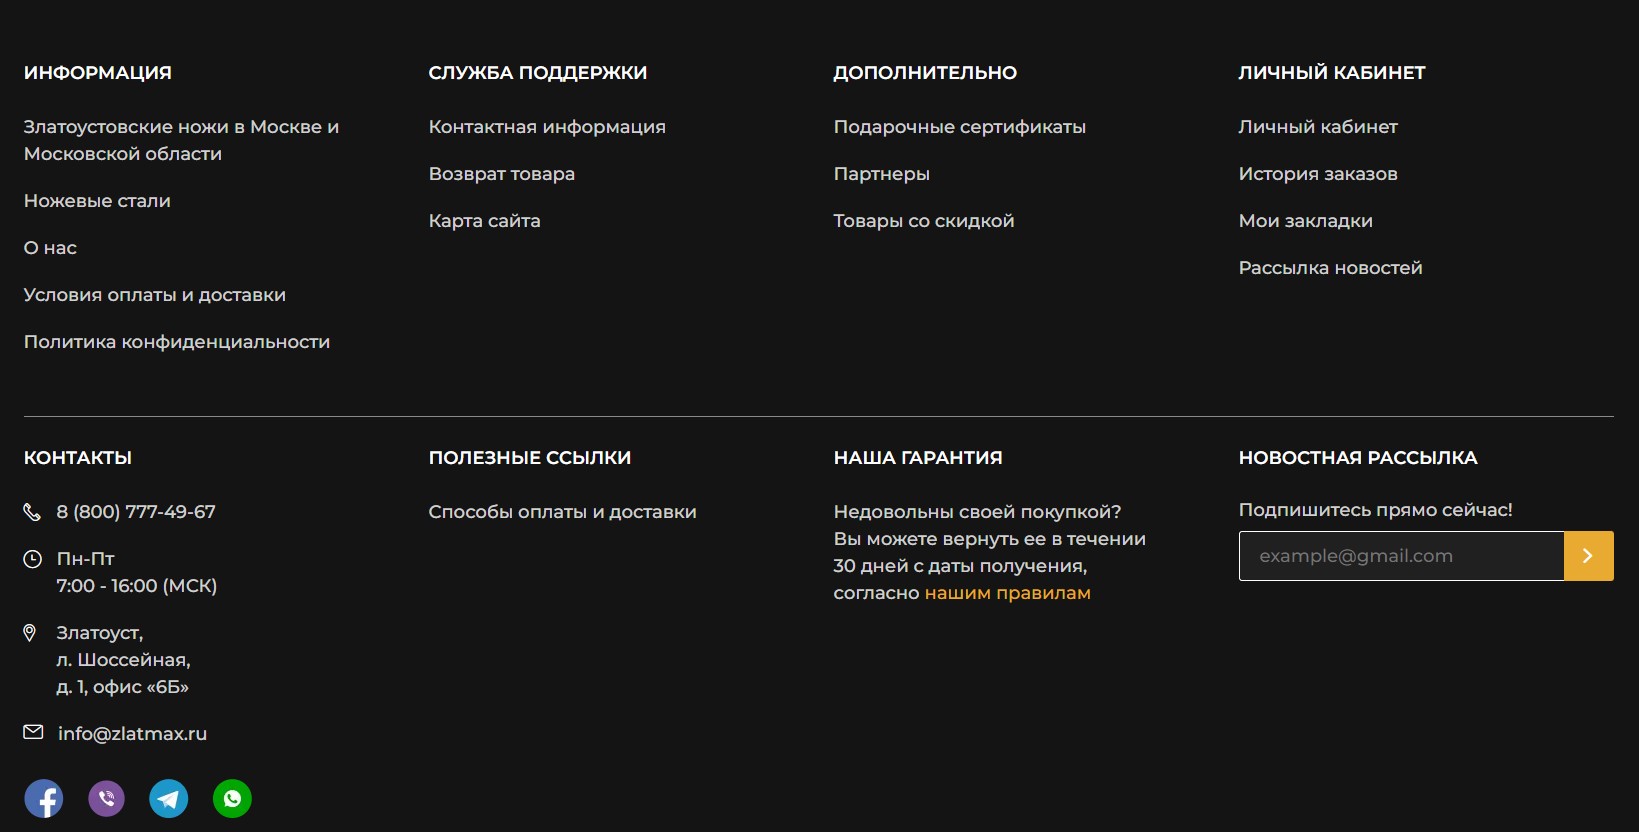 ИНФОРМАЦИЯ
Златоустовские ножи в Москве и
Московской области
Ножевые стали
О нас
Условия оплаты и доставки
Политика конфиденциальности
СЛУЖБА ПОДДЕРЖКИ
Контактная информация
Возврат товара
Карта сайта
ДОПОЛНИТЕЛЬНО
Подарочные сертификаты
Партнеры
Товары со скидкой
ЛИЧНЫЙ КАБИНЕТ
Личный кабинет
История заказов
Мои закладки
Рассылка новостей
КОНТАКТЫ
8 (800) 777-49-67
Пн-Пт
7:00 - 16:00 (МСК)
Златоуст,
л. Шоссейная,
д. 1, офис «6Б»
info@zlatmax.ru
ПОЛЕЗНЫЕ ССЫЛКИ
Способы оплаты и доставки
НАША ГАРАНТИЯ
Недовольны своей покупкой?
Вы можете вернуть ее в течении
30 дней с даты получения,
согласно нашим правилам
НОВОСТНАЯ РАССЫЛКА
Подпишитесь прямо сейчас!
example@gmail.com